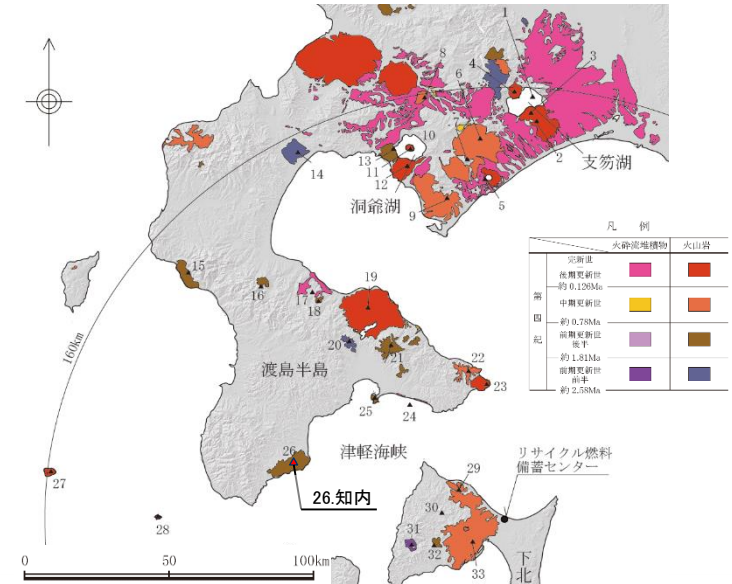 1
3
4
8
6
2
支笏湖
10
13
11
12
14
洞爺湖
9
5
凡 例
火砕流堆積物 火山岩
完新世
～
後期更新世
約 0.126Ma
第四紀
中期更新世
約 0.78Ma
前期更新世
後半
約 1.81Ma
前期更新世
前半
約 2.58Ma
15
16
17
18
19
160km
20
21
渡島半島
22
23
25
24
津軽海峡
26
リサイクル燃料
備蓄センター
27
26.知内
28
29
30
31
32
33
下北
0 50 100km